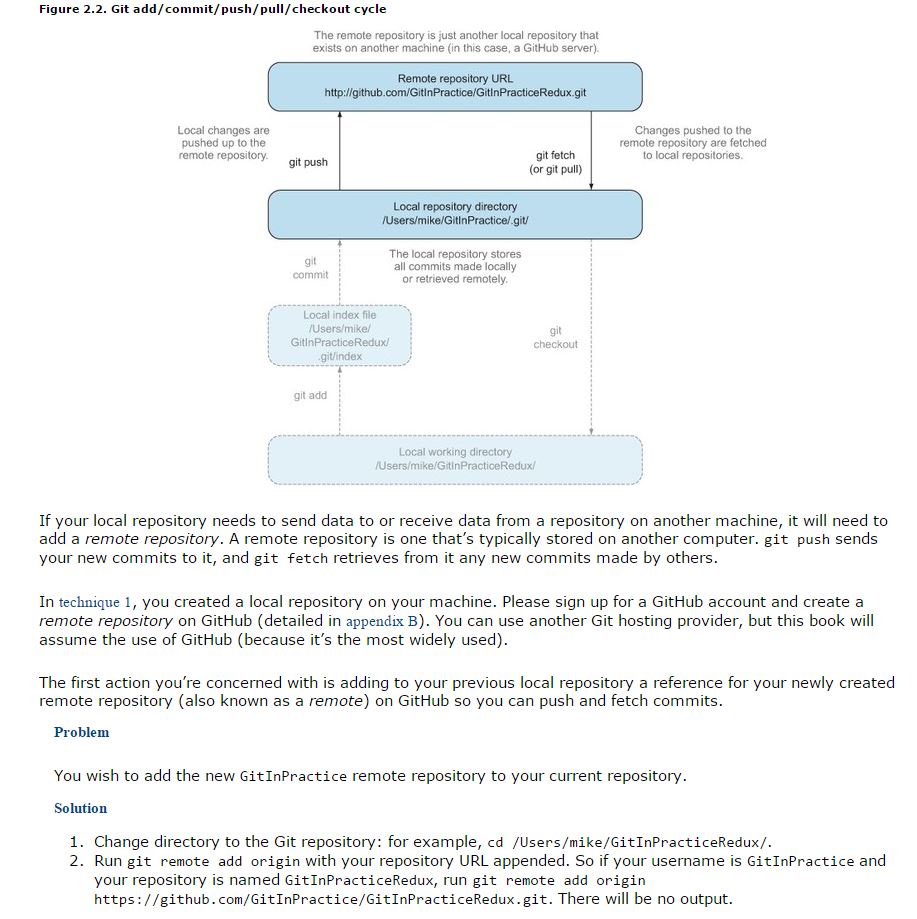 Figure 2.2. Git add/commit/push/pull/checkout cycle
The remote repository is just another local repository that
exists on another machine (in this case, a GitHub server).
Remote repository URL
http://github.com/GitInPractice/GitInPracticeRedux.git
Local changes are
pushed up to the
remote repository.
git push
git fetch
(or git pull)
Changes pushed to the
remote repository are fetched
to local repositories.
Local repository directory
/Users/mike/GitInPractice/.git/
git
commit
The local repository stores
all commits made locally
or retrieved remotely.
Local index file
/Users/mike/
GitInPracticeRedux/
.git/index
git
checkout
git add
Local working directory
/Users/mike/GitInPracticeRedux/
If your local repository needs to send data to or receive data from a repository on another machine, it will need to
add a remote repository. A remote repository is one that’s typically stored on another computer. git push sends
your new commits to it, and git fetch retrieves from it any new commits made by others.
In technique 1, you created a local repository on your machine. Please sign up for a GitHub account and create a
remote repository on GitHub (detailed in appendix B). You can use another Git hosting provider, but this book will
assume the use of GitHub (because it’s the most widely used).
The first action you’re concerned with is adding to your previous local repository a reference for your newly created
remote repository (also known as a remote) on GitHub so you can push and fetch commits.
Problem
You wish to add the new GitInPractice remote repository to your current repository.
Solution
1. Change directory to the Git repository: for example, cd /Users/mike/GitInPracticeRedux/.
2. Run git remote add origin with your repository URL appended. So if your username is GitInPractice and
your repository is named GitInPracticeRedux, run git remote add origin
https://github.com/GitInPractice/GitInPracticeRedux.git. There will be no output.